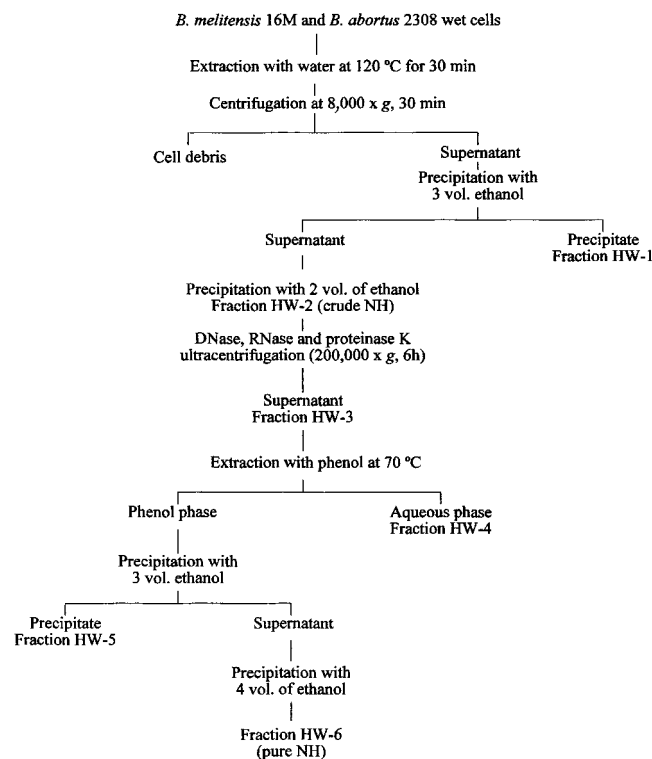 B. melitensis 16M and B. abortus 2308 wet cells
Extraction with water at 120 ºC for 30 min
Centrifugation at 8,000 x g, 30 min
Cell debris
Supernatant
Precipitation with
3 vol. ethanol
Supernatant
Precipitate
Fraction HW-1
Precipitation with 2 vol. of ethanol
Fraction HW-2 (crude NH)
DNase, RNase and proteinase K
ultracentrifugation (200,000 x g, 6h)
Supernatant
Fraction HW-3
Extraction with phenol at 70 ºC
Phenol phase
Aqueous phase
Fraction HW-4
Precipitation with
3 vol. ethanol
Precipitate
Fraction HW-5
Supernatant
Precipitation with
4 vol. of ethanol
Fraction HW-6
(pure NH)